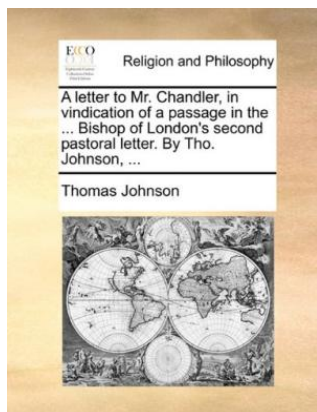 ECCO
Religion and Philosophy
A letter to Mr. Chandler, in
vindication of a passage in the
... Bishop of London's second
pastoral letter. By Tho.
Johnson, ...
Thomas Johnson